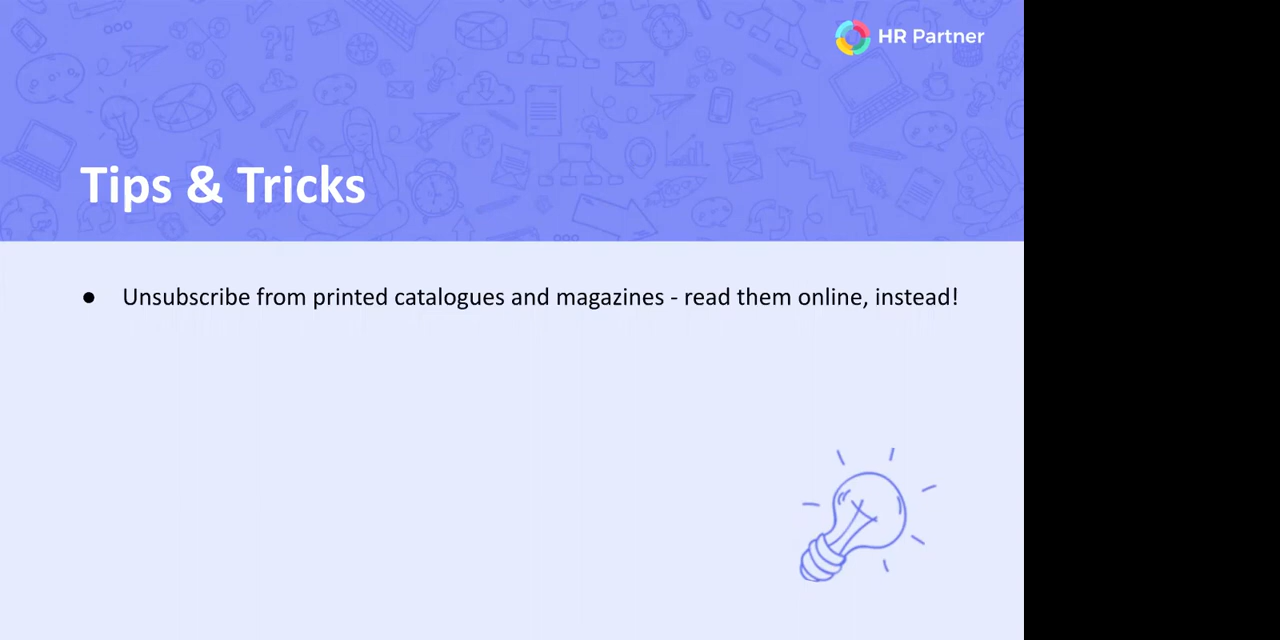 HR Partner
Tips & Tricks
● Unsubscribe from printed catalogues and magazines - read them online, instead!